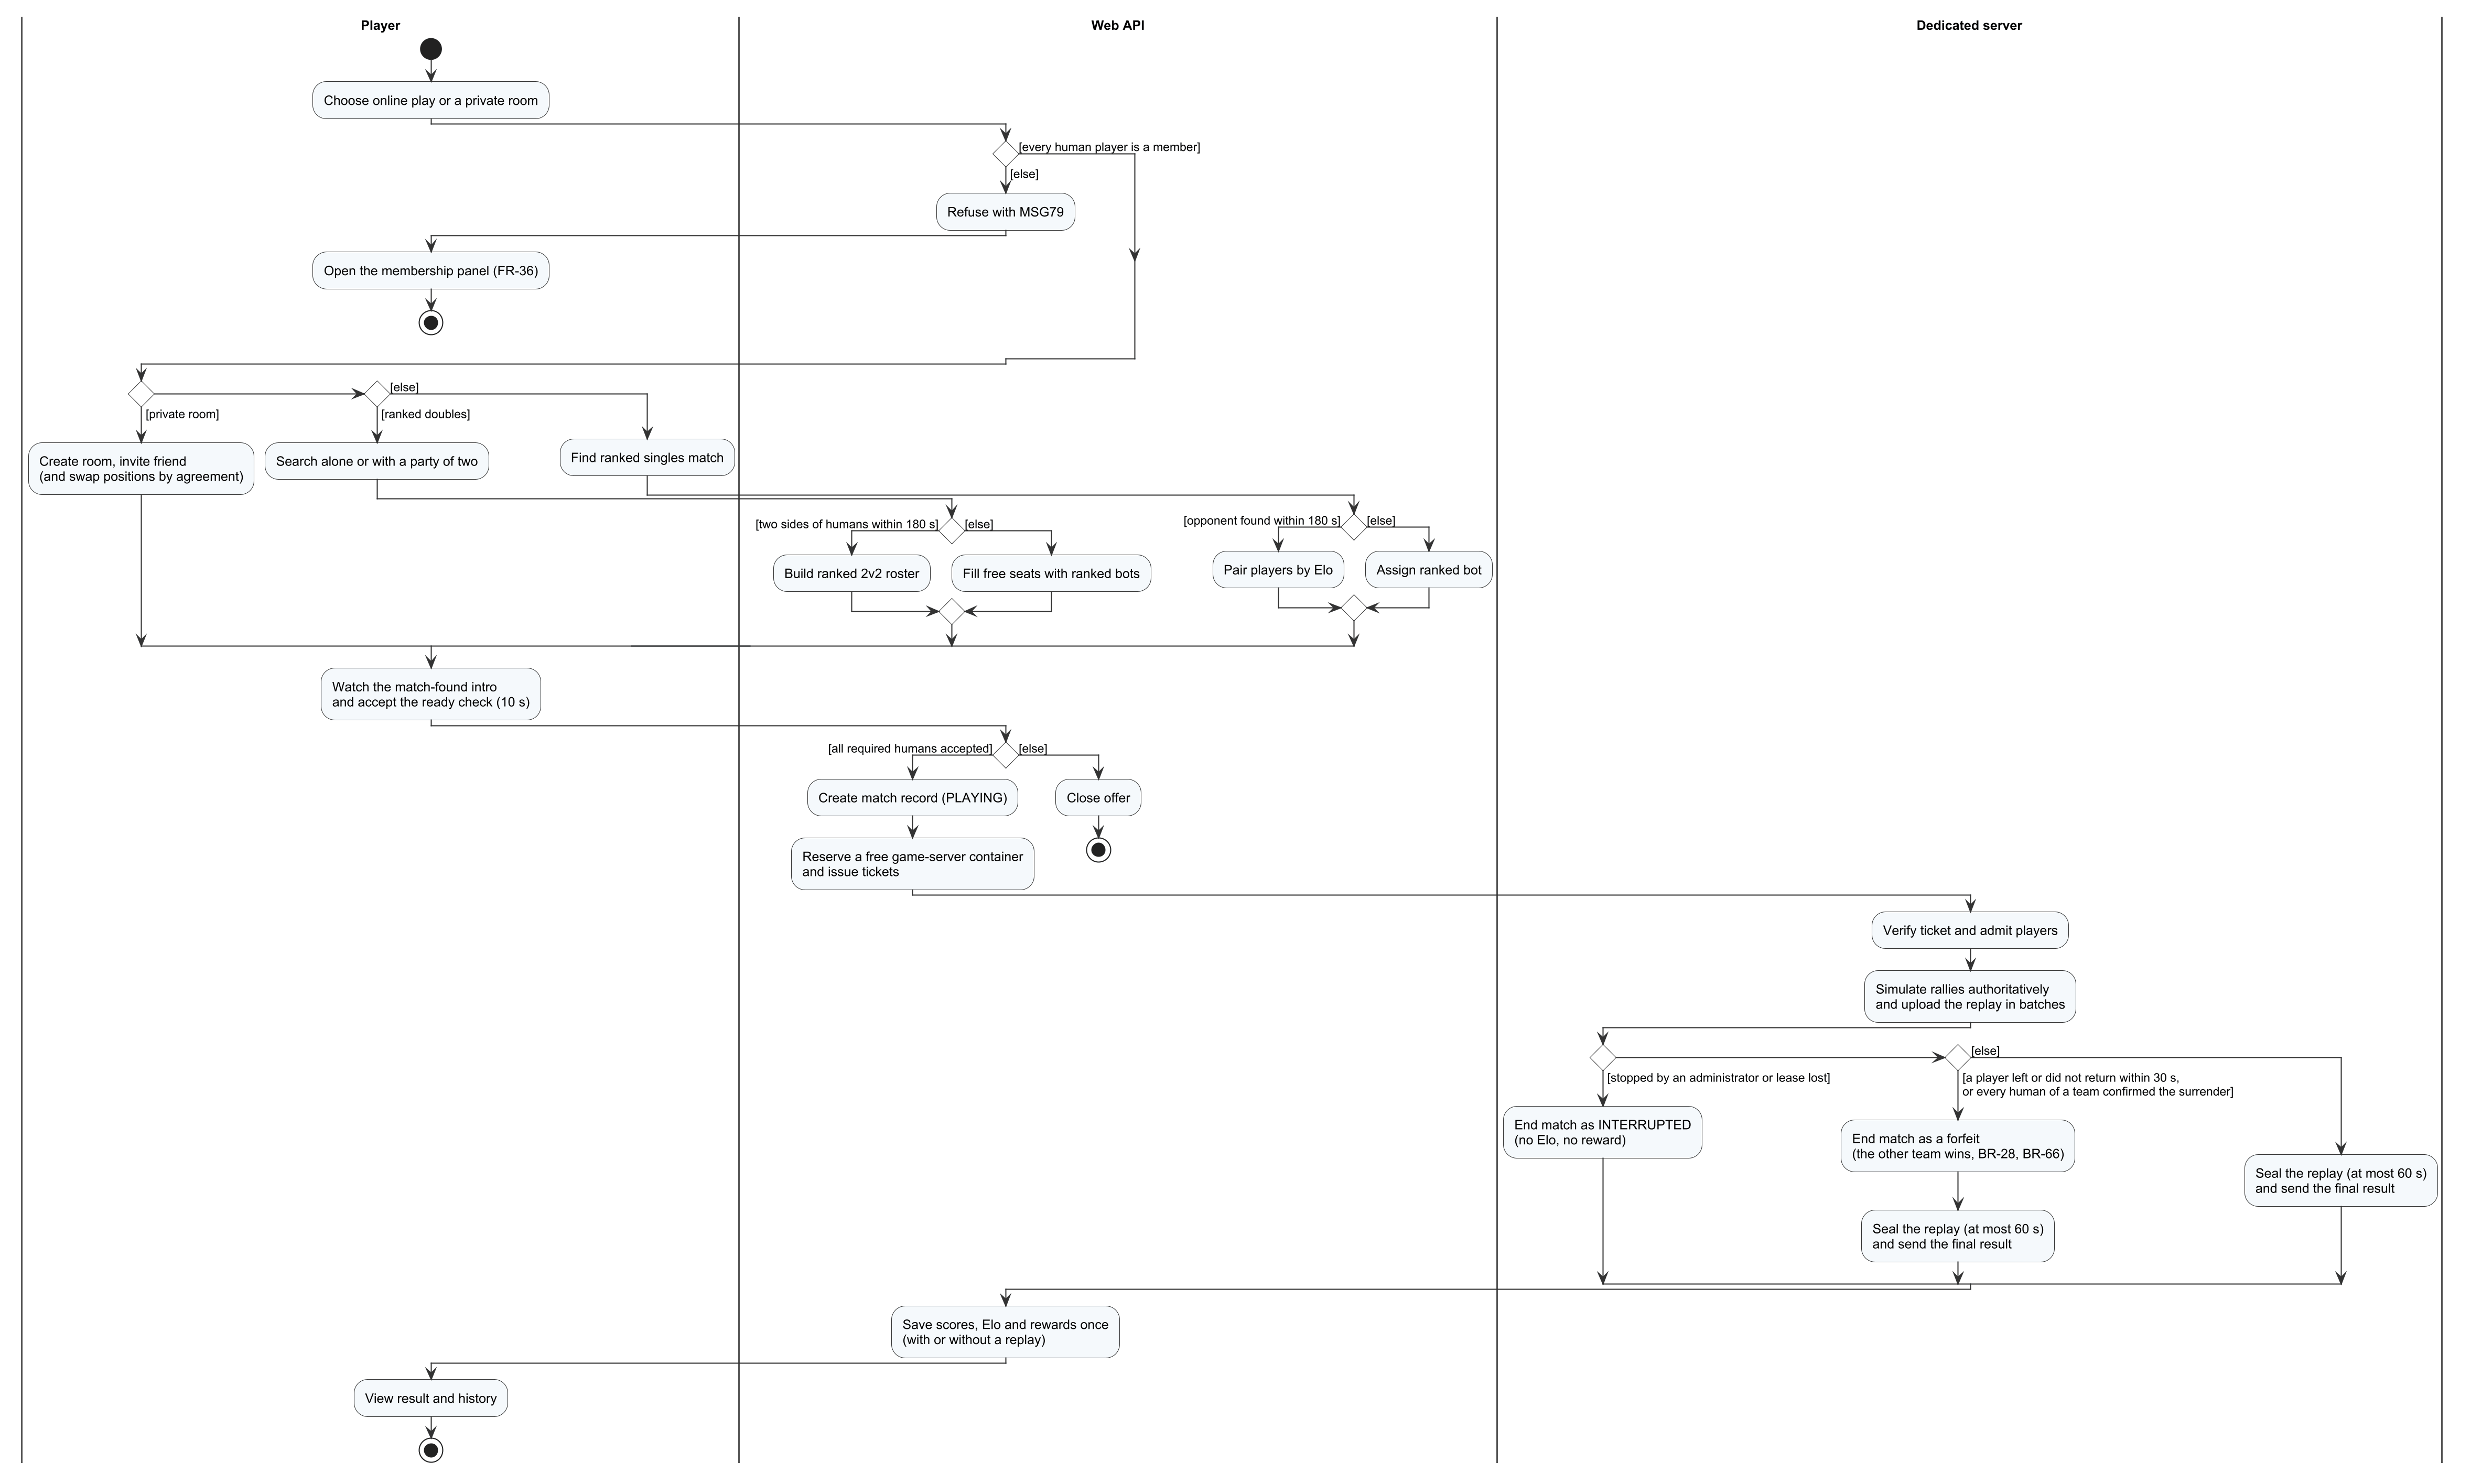 Player
Web API
Dedicated server
Choose online play or a private room
[every human player is a member]
[else]
Refuse with MSG79
Open the membership panel (FR-36)
[else]
[private room]
[ranked doubles]
Create room, invite friend
(and swap positions by agreement)
Search alone or with a party of two
Find ranked singles match
[two sides of humans within 180 s]
[else]
[opponent found within 180 s]
[else]
Build ranked 2v2 roster
Fill free seats with ranked bots
Pair players by Elo
Assign ranked bot
Watch the match-found intro
and accept the ready check (10 s)
[all required humans accepted]
[else]
Create match record (PLAYING)
Close offer
Reserve a free game-server container
and issue tickets
Verify ticket and admit players
Simulate rallies authoritatively
and upload the replay in batches
[else]
[stopped by an administrator or lease lost]
[a player left or did not return within 30 s,
or every human of a team confirmed the surrender]
End match as INTERRUPTED
(no Elo, no reward)
End match as a forfeit
(the other team wins, BR-28, BR-66)
Seal the replay (at most 60 s)
and send the final result
Seal the replay (at most 60 s)
and send the final result
Save scores, Elo and rewards once
(with or without a replay)
View result and history